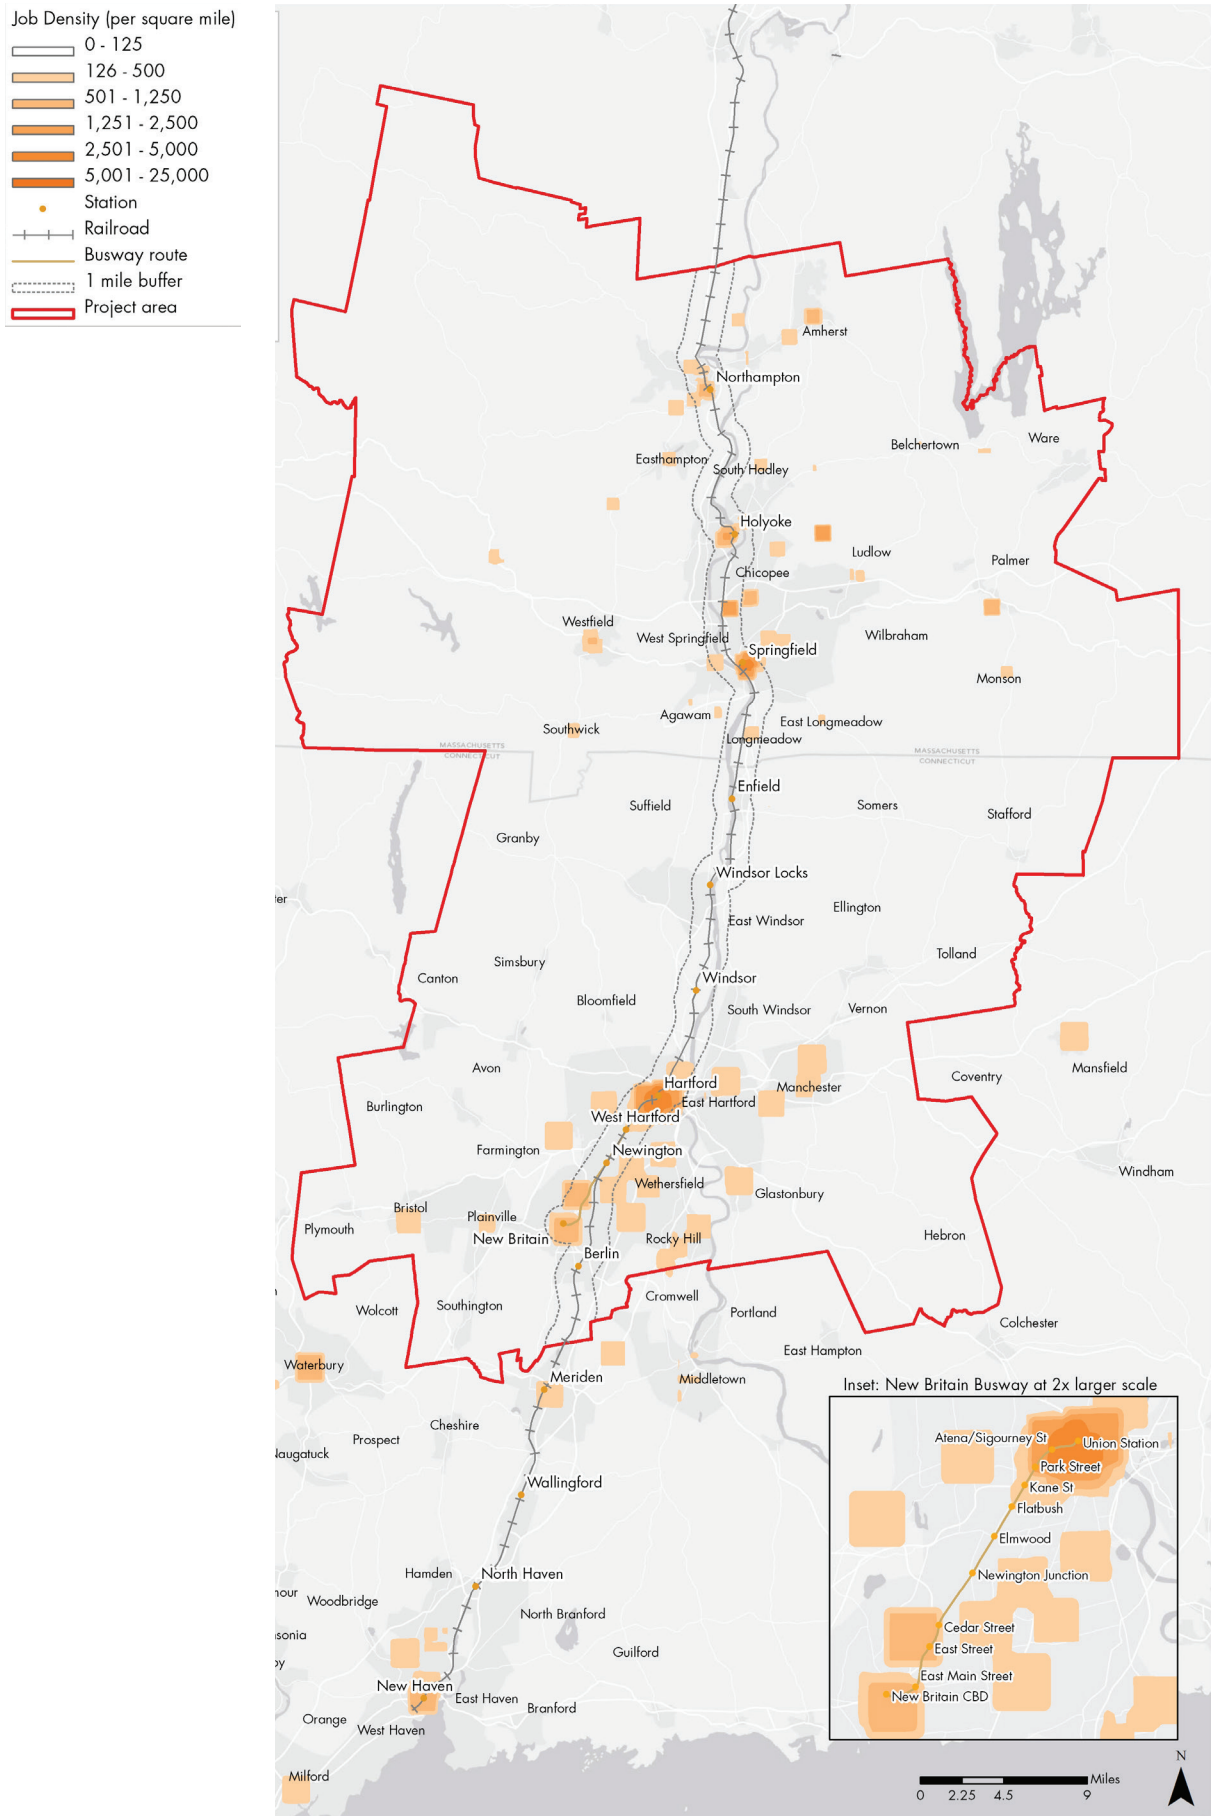 Job Density (per square mile)
0 - 125
126 - 500
501 - 1,250
1,251 - 2,500
2,501 - 5,000
5,001 - 25,000
Station
Railroad
Busway route
1 mile buffer
Project area
Amherst
Northampton
Belchertown
Ware
Easthampton
South Hadley
Holyoke
Ludlow
Palmer
Chicopee
Westfield
West Springfield
Wilbraham
Springfield
Monson
Agawam
East Longmeadow
Southwick
Longmeadow
MASSACHUSETTS
CONNECTICUT
MASSACHUSETTS
CONNECTICUT
Enfield
Suffield
Somers
Stafford
Granby
Windsor Locks
ter
East Windsor
Ellington
Tolland
Simsbury
Canton
Windsor
Bloomfield
South Windsor
Vernon
Avon
Mansfield
Coventry
Hartford
Manchester
East Hartford
Burlington
West Hartford
Farmington
Newington
Windham
Wethersfield
Glastonbury
Bristol
Plainville
Plymouth
New Britain
Rocky Hill
Hebron
Berlin
Cromwell
Wolcott
Southington
Portland
Colchester
East Hampton
Waterbury
Meriden
Middletown
Inset: New Britain Busway at 2x larger scale
Cheshire
Prospect
Naugatuck
Atena/Sigourney St
Union Station
Park Street
Kane St
Flatbush
Elmwood
Newington Junction
Cedar Street
East Street
East Main Street
New Britain CBD
Wallingford
Hamden
North Haven
nour
Woodbridge
North Branford
sonia
Guilford
by
New Haven
East Haven
Branford
Orange
West Haven
Milford
N
Miles
0 2.25 4.5 9